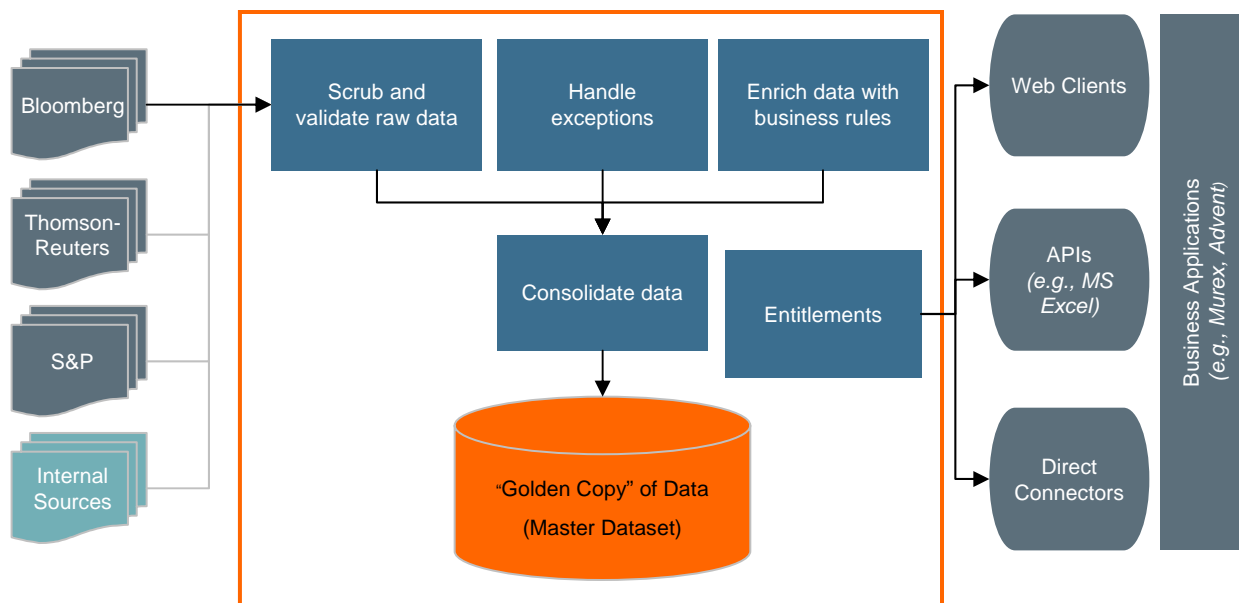 Bloomberg
Thomson-
Reuters
S&P
Internal
Sources
Scrub and
validate raw data
Handle
exceptions
Enrich data with
business rules
Consolidate data
Entitlements
“Golden Copy” of Data
(Master Dataset)
Web Clients
APIs
(e.g., MS
Excel)
Direct
Connectors
Business Applications
(e.g., Murex, Advent)